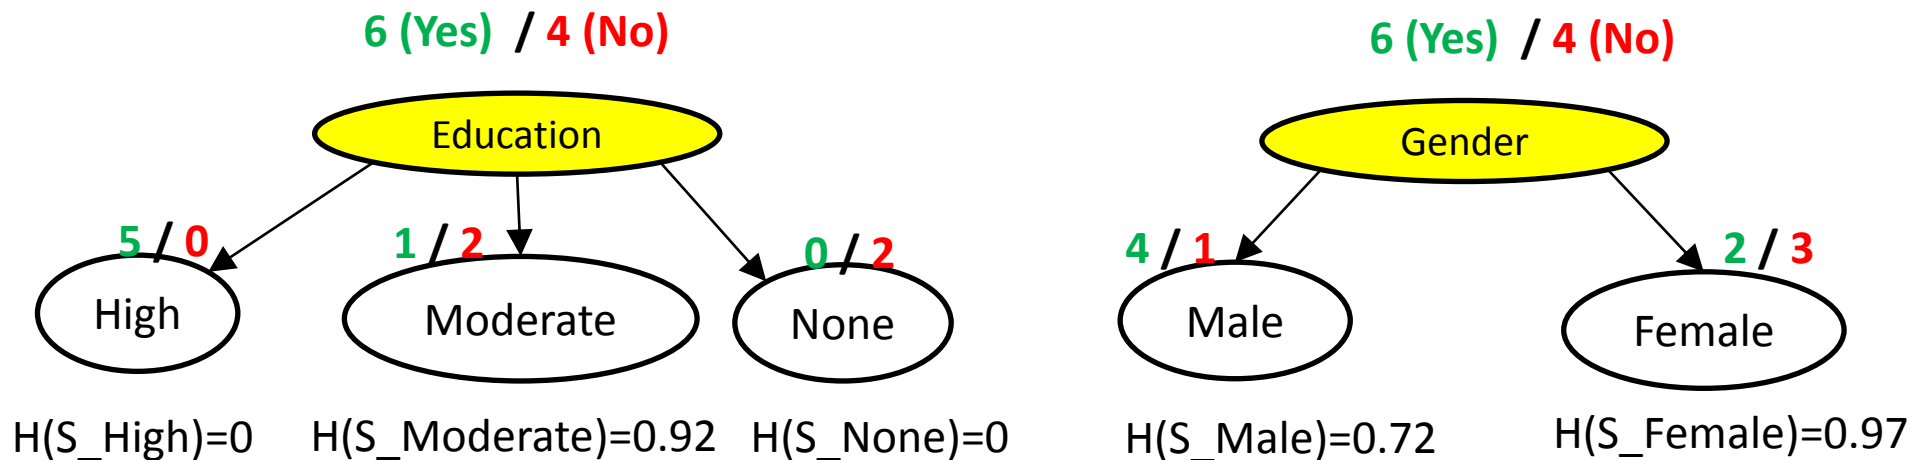 6 (Yes) / 4 (No)
Education
5 / 0
1 / 2
0 / 2
High
Moderate
None
H(S_High)=0
H(S_Moderate)=0.92
H(S_None)=0
6 (Yes) / 4 (No)
Gender
4 / 1
2 / 3
Male
Female
H(S_Male)=0.72
H(S_Female)=0.97